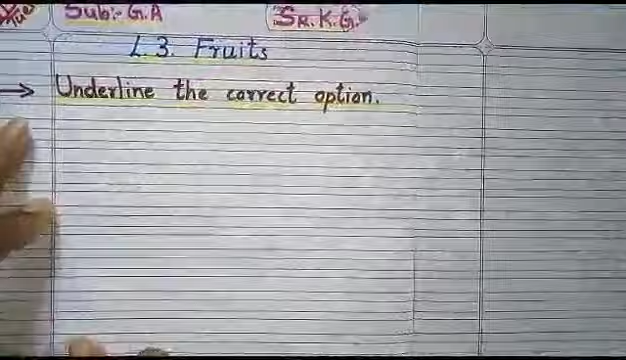 Sub:- G.A
SR. K.G.
L.3. Fruits
→ Underline the correct option.